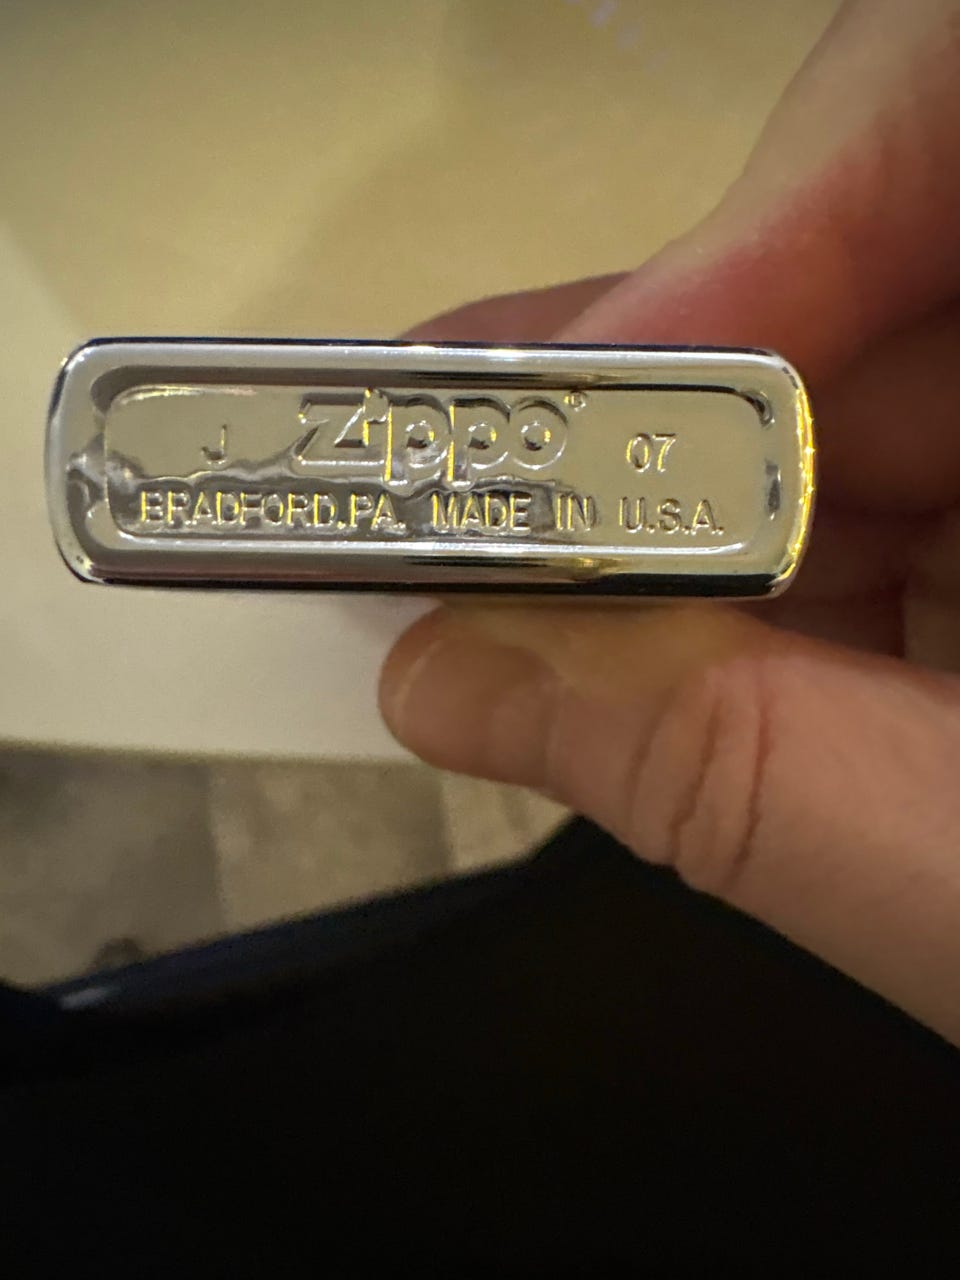 J Zippo® 07
BRADFORD,PA. MADE IN U.S.A.